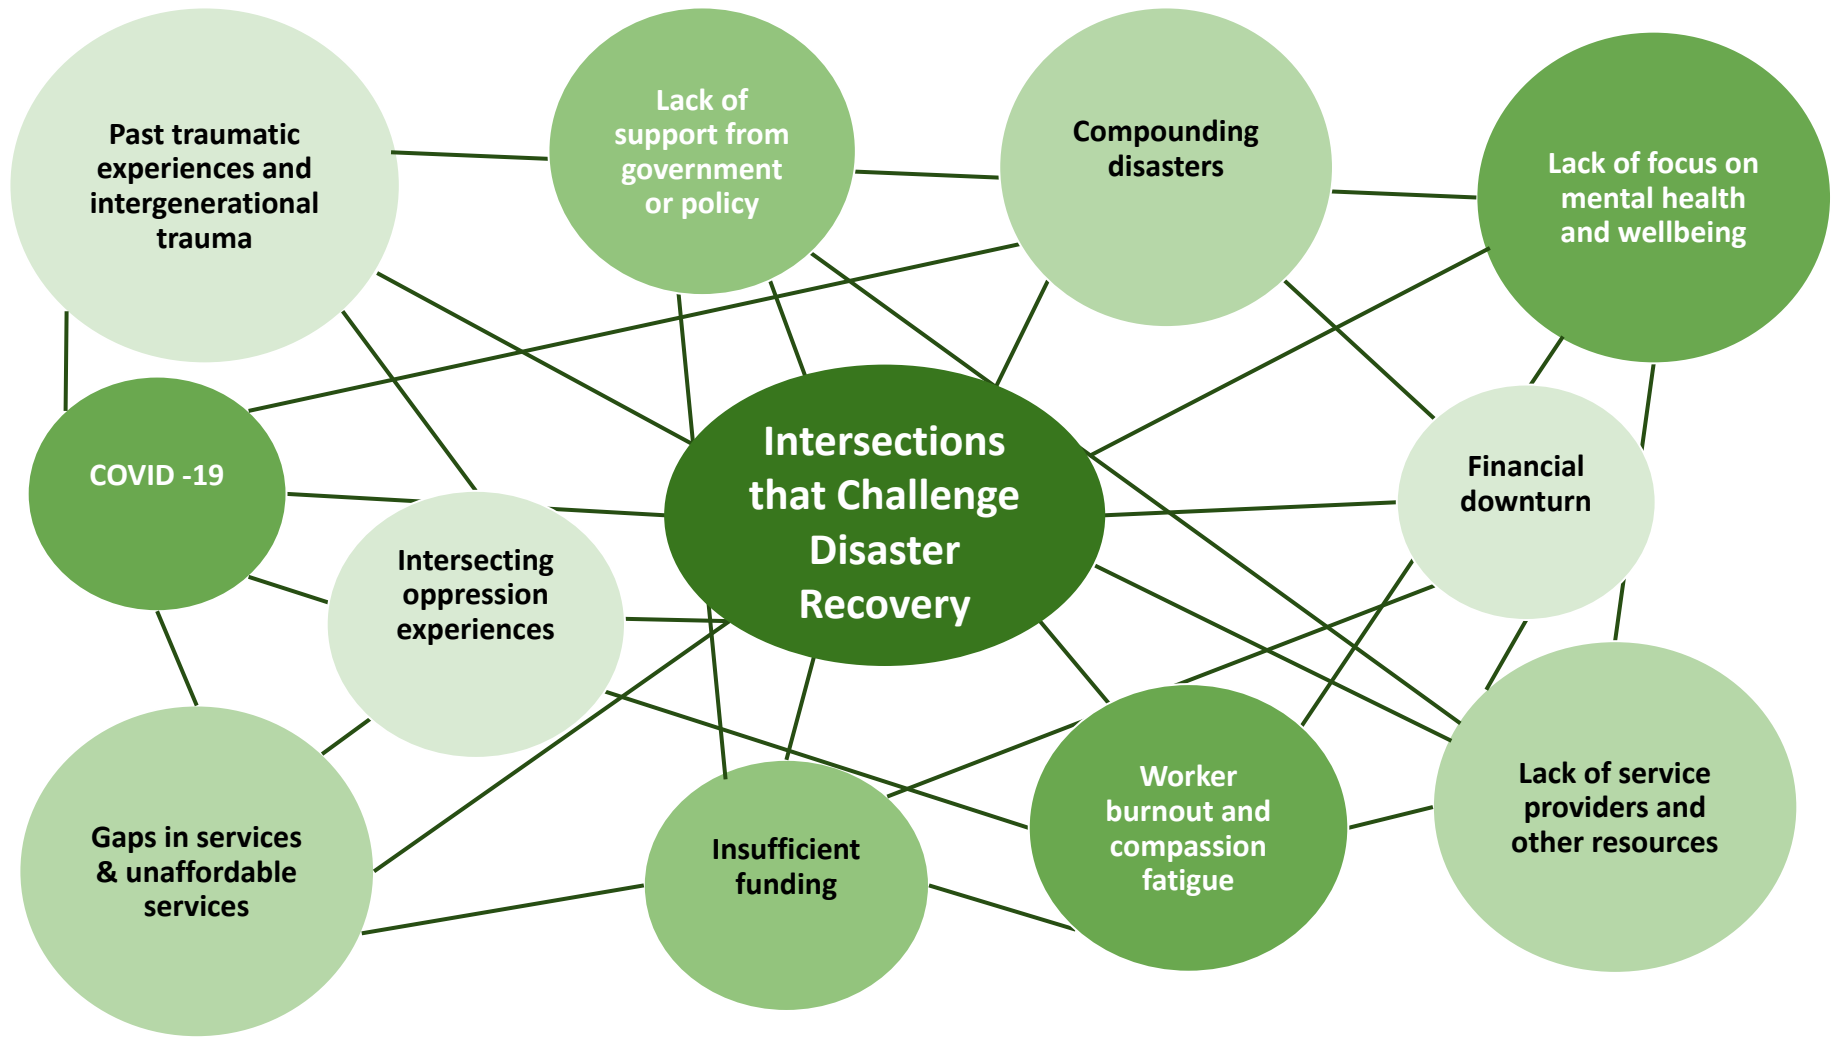 Past traumatic
experiences and
intergenerational
trauma
Lack of
support from
government
or policy
Compounding
disasters
Lack of focus on
mental health
and wellbeing
COVID -19
Intersecting
oppression
experiences
Intersections
that Challenge
Disaster
Recovery
Financial
downturn
Gaps in services
& unaffordable
services
Insufficient
funding
Worker
burnout and
compassion
fatigue
Lack of service
providers and
other resources